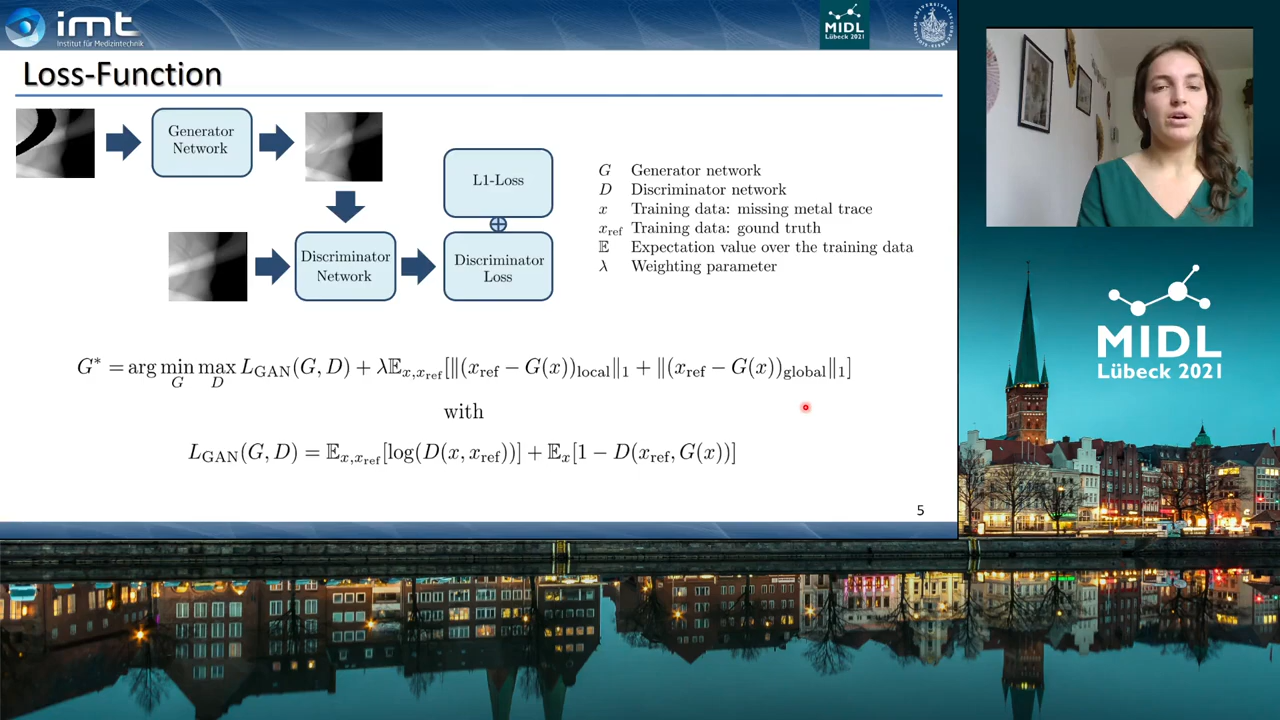 imt
Institut für Medizintechnik
MIDL
Lübeck 2021
Loss-Function
Generator
Network
L1-Loss
Discriminator
Network
Discriminator
Loss
G Generator network
D Discriminator network
x Training data: missing metal trace
x_ref Training data: gound truth
𝔼 Expectation value over the training data
λ Weighting parameter
G* = arg min_G max_D L_GAN(G, D) + λ𝔼_{x,x_ref}[‖(x_ref − G(x))_local‖₁ + ‖(x_ref − G(x))_global‖₁]
with
L_GAN(G, D) = 𝔼_{x,x_ref}[log(D(x, x_ref))] + 𝔼_x[1 − D(x_ref, G(x))]
5
MIDL
Lübeck 2021